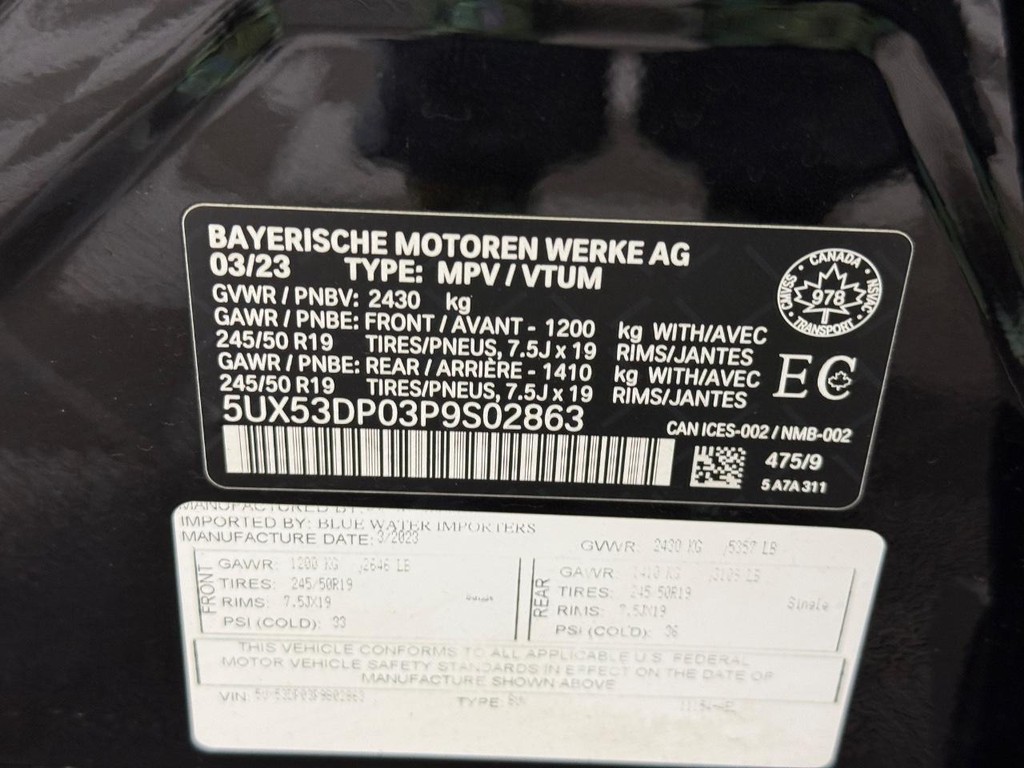 BAYERISCHE MOTOREN WERKE AG
03/23 TYPE: MPV / VTUM
GVWR / PNBV: 2430 kg
GAWR / PNBE: FRONT / AVANT - 1200 kg WITH/AVEC
245/50 R19 TIRES/PNEUS, 7.5J x 19 RIMS/JANTES
GAWR / PNBE: REAR / ARRIÈRE - 1410 kg WITH/AVEC
245/50 R19 TIRES/PNEUS, 7.5J x 19 RIMS/JANTES
5UX53DP03P9S02863
CANADA
CMVSS 978 NSVAC
TRANSPORT
EC
CAN ICES-002 / NMB-002
475/9
5 A7A 311
MANUFACTURED BY:
IMPORTED BY: BLUE WATER IMPORTERS
MANUFACTURE DATE: 3/2023
GVWR: 2430 KG 5357 LB
FRONT
GAWR: 1200 KG 2646 LB
TIRES: 245/50R19
RIMS: 7.5JX19
PSI (COLD): 33
REAR
GAWR: 1410 KG LB
TIRES: 245/50R19
RIMS: 7.5JX19
Single
PSI (COLD): 36
THIS VEHICLE CONFORMS TO ALL APPLICABLE U.S. FEDERAL
MOTOR VEHICLE SAFETY STANDARDS IN EFFECT ON THE DATE OF
MANUFACTURE SHOWN ABOVE
VIN:
TYPE: